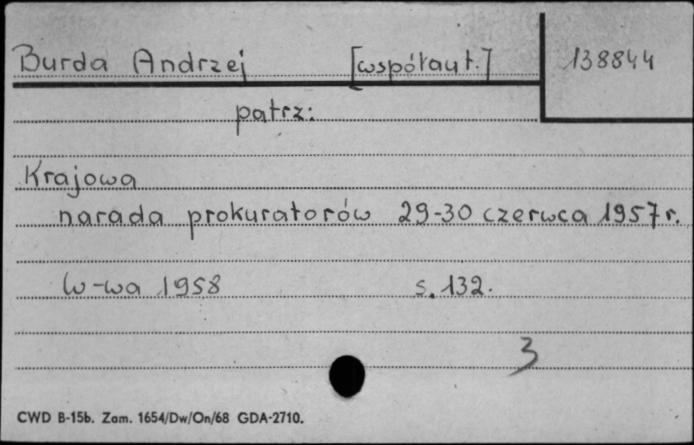 Burda Andrzej [współaut.] 138844
patrz:
Krajowa
narada prokuratorów 29-30 czerwca 1957 r.
W-wa 1958 s. 132.
3
CWD B-15b. Zam. 1654/Dw/On/68 GDA-2710.